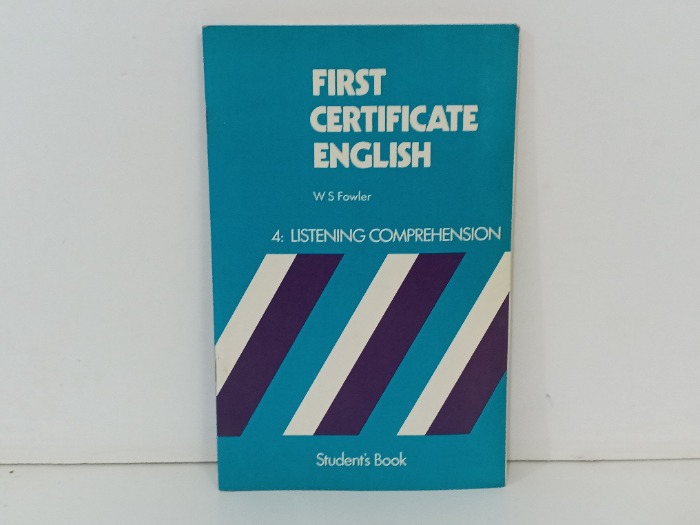 FIRST
CERTIFICATE
ENGLISH
W S Fowler
4: LISTENING COMPREHENSION
Student's Book